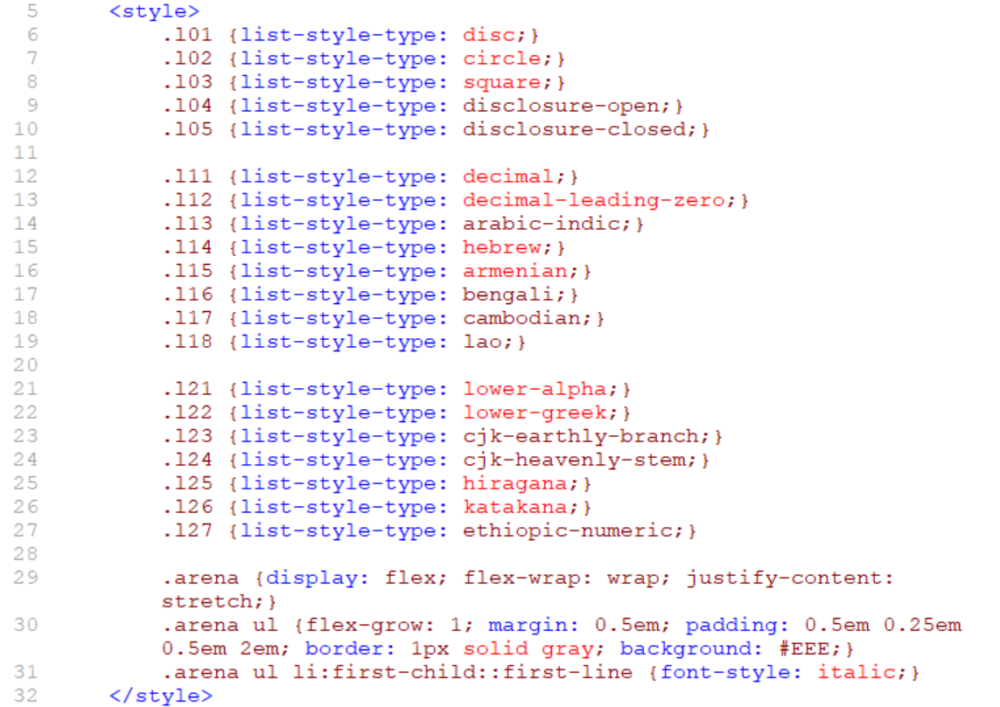 5 <style>
6 .l01 {list-style-type: disc;}
7 .l02 {list-style-type: circle;}
8 .l03 {list-style-type: square;}
9 .l04 {list-style-type: disclosure-open;}
10 .l05 {list-style-type: disclosure-closed;}
11
12 .l11 {list-style-type: decimal;}
13 .l12 {list-style-type: decimal-leading-zero;}
14 .l13 {list-style-type: arabic-indic;}
15 .l14 {list-style-type: hebrew;}
16 .l15 {list-style-type: armenian;}
17 .l16 {list-style-type: bengali;}
18 .l17 {list-style-type: cambodian;}
19 .l18 {list-style-type: lao;}
20
21 .l21 {list-style-type: lower-alpha;}
22 .l22 {list-style-type: lower-greek;}
23 .l23 {list-style-type: cjk-earthly-branch;}
24 .l24 {list-style-type: cjk-heavenly-stem;}
25 .l25 {list-style-type: hiragana;}
26 .l26 {list-style-type: katakana;}
27 .l27 {list-style-type: ethiopic-numeric;}
28
29 .arena {display: flex; flex-wrap: wrap; justify-content:
stretch;}
30 .arena ul {flex-grow: 1; margin: 0.5em; padding: 0.5em 0.25em
0.5em 2em; border: 1px solid gray; background: #EEE;}
31 .arena ul li:first-child::first-line {font-style: italic;}
32 </style>